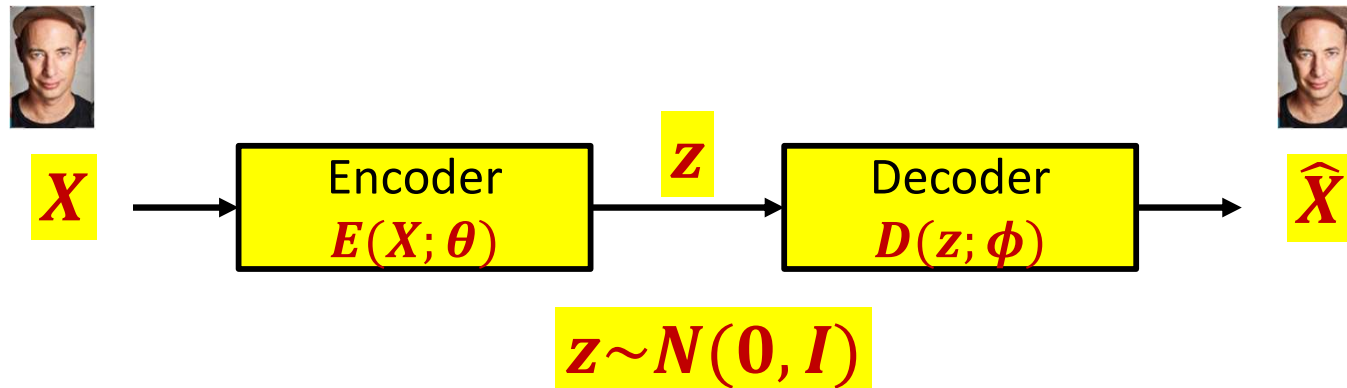 X
Encoder
E(X; θ)
z
Decoder
D(z; ϕ)
X̂
z~N(0, I)